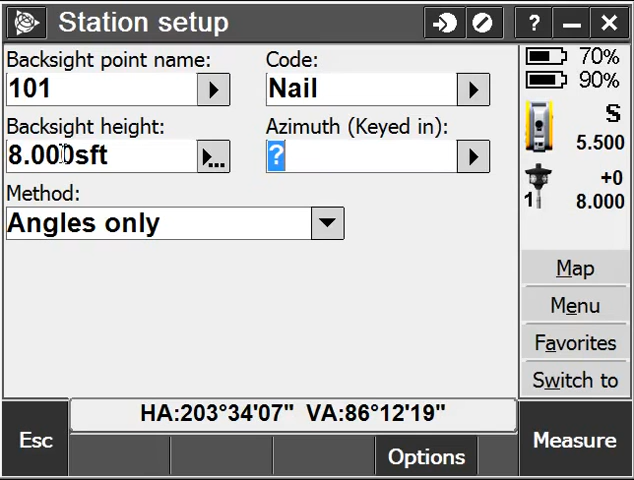 Station setup
?
Backsight point name:
Code:
70%
101
Nail
90%
Backsight height:
Azimuth (Keyed in):
S
5.500
8.000sft
?
+0
1
8.000
Method:
Angles only
Map
Menu
Favorites
Switch to
HA:203°34'07" VA:86°12'19"
Esc
Options
Measure